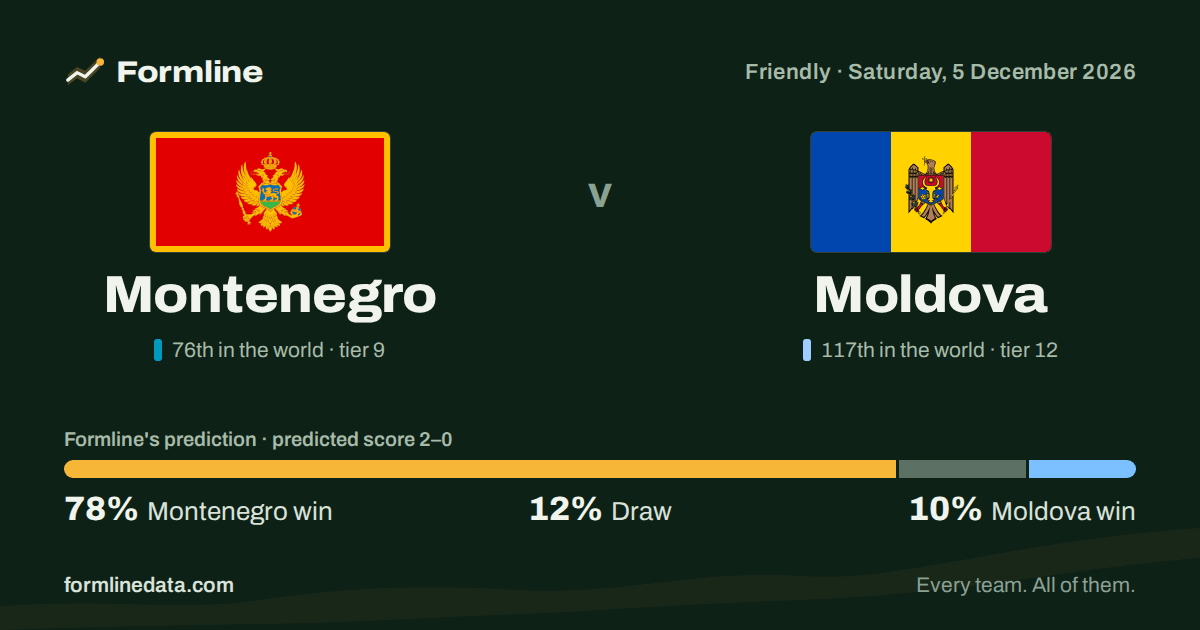 Formline
Friendly · Saturday, 5 December 2026
v
Montenegro
Moldova
76th in the world · tier 9
117th in the world · tier 12
Formline's prediction · predicted score 2–0
78% Montenegro win
12% Draw
10% Moldova win
formlinedata.com
Every team. All of them.